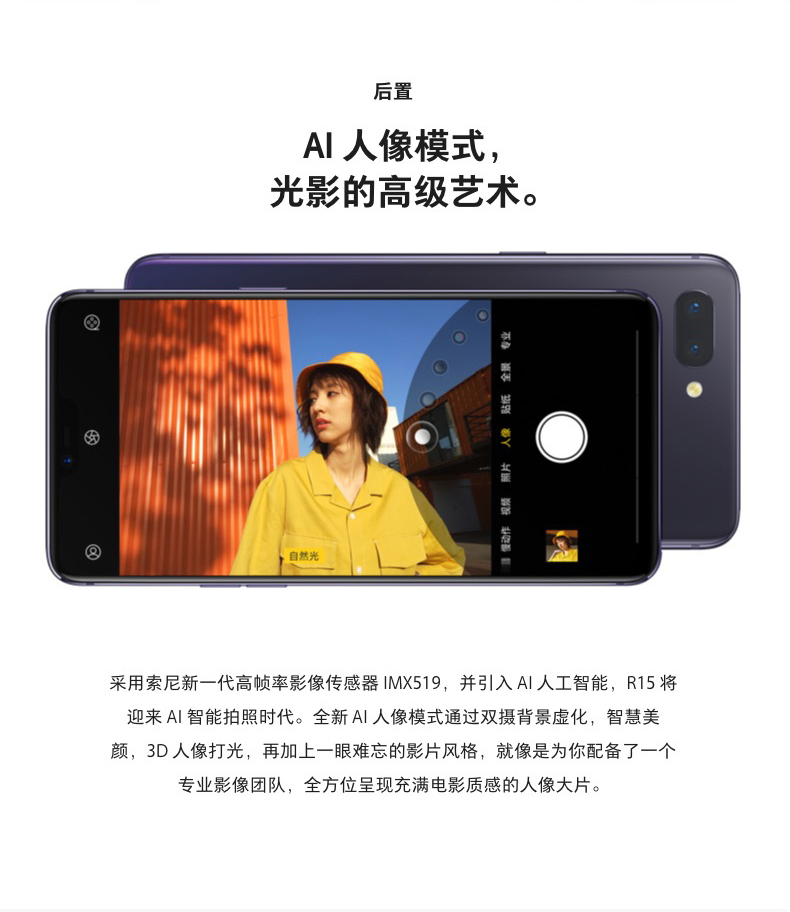 后置
AI 人像模式，
光影的高级艺术。
专业
全景
贴纸
人像
照片
视频
慢动作
自然光
采用索尼新一代高帧率影像传感器 IMX519，并引入 AI 人工智能，R15 将
迎来 AI 智能拍照时代。全新 AI 人像模式通过双摄背景虚化，智慧美
颜，3D 人像打光，再加上一眼难忘的影片风格，就像是为你配备了一个
专业影像团队，全方位呈现充满电影质感的人像大片。